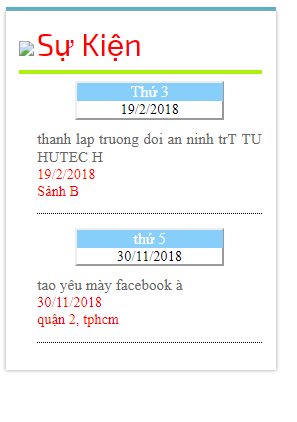 Sự Kiện
Thứ 3
19/2/2018
thanh lap truong doi an ninh trT TU
HUTEC H
19/2/2018
Sảnh B
thứ 5
30/11/2018
tao yêu mày facebook à
30/11/2018
quận 2, tphcm